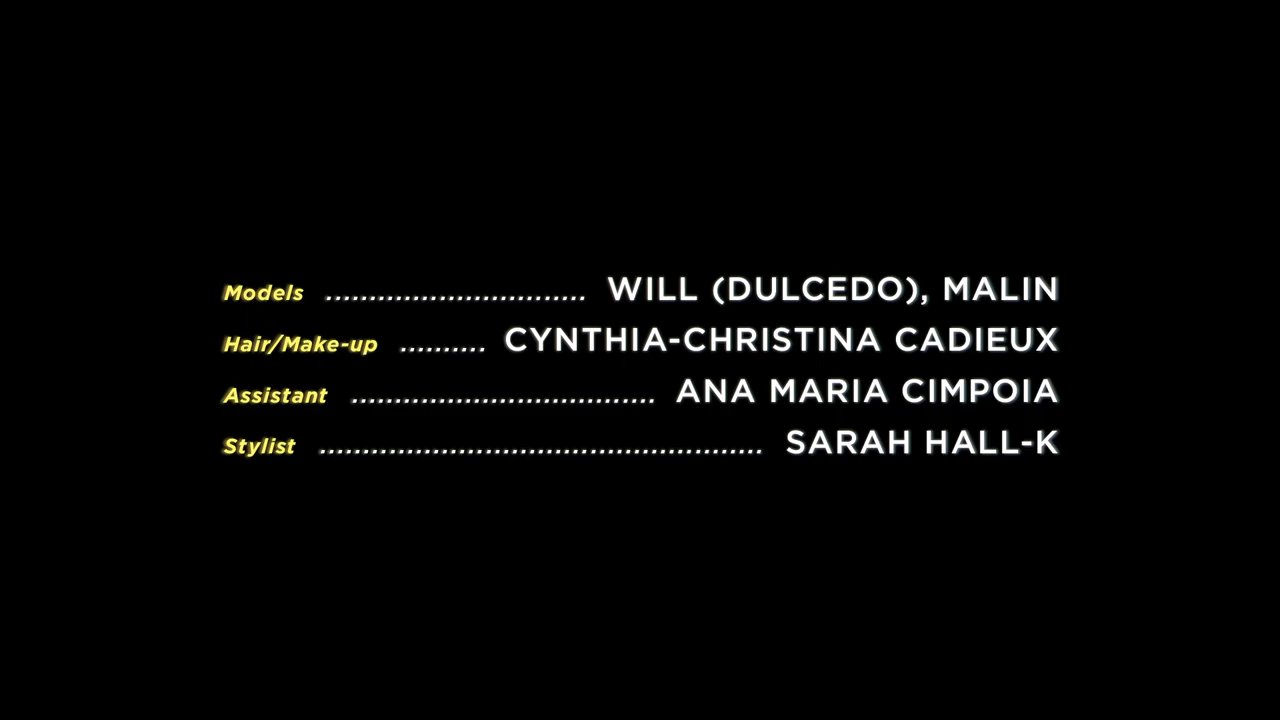 Models .............................. WILL (DULCEDO), MALIN
Hair/Make-up .......... CYNTHIA-CHRISTINA CADIEUX
Assistant ................................... ANA MARIA CIMPOIA
Stylist ................................................... SARAH HALL-K